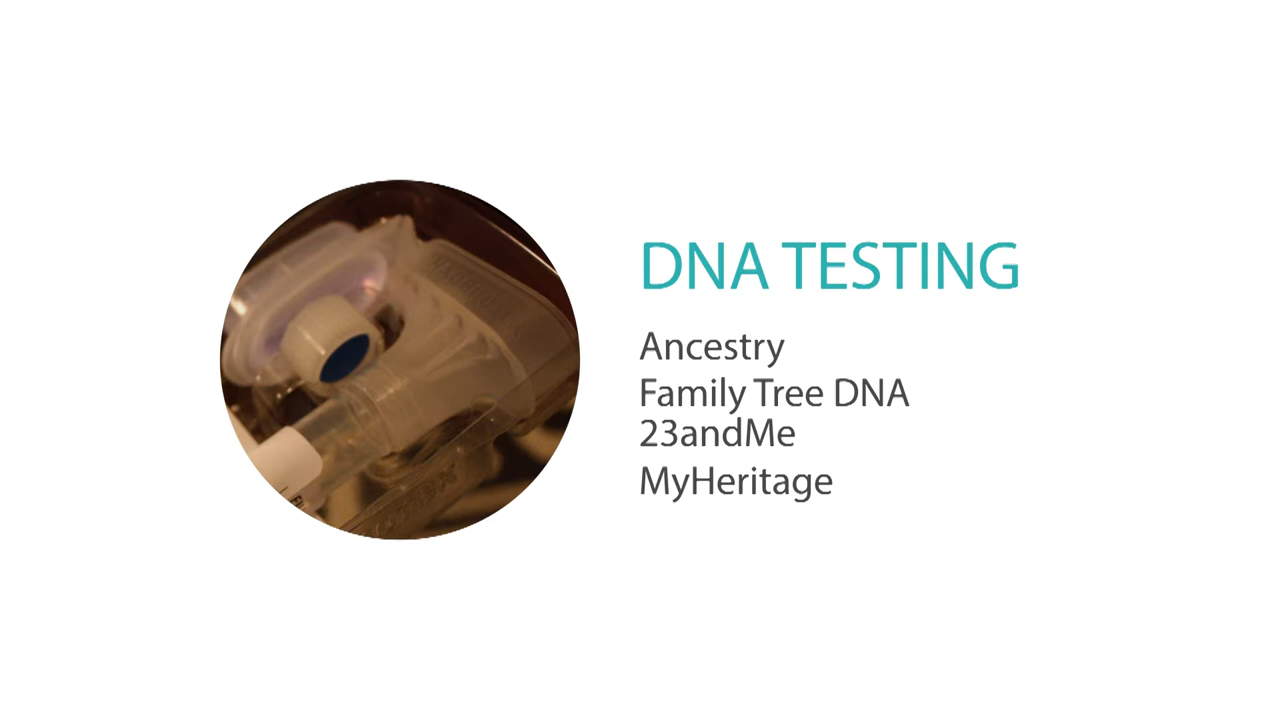 DNA TESTING
Ancestry
Family Tree DNA
23andMe
MyHeritage